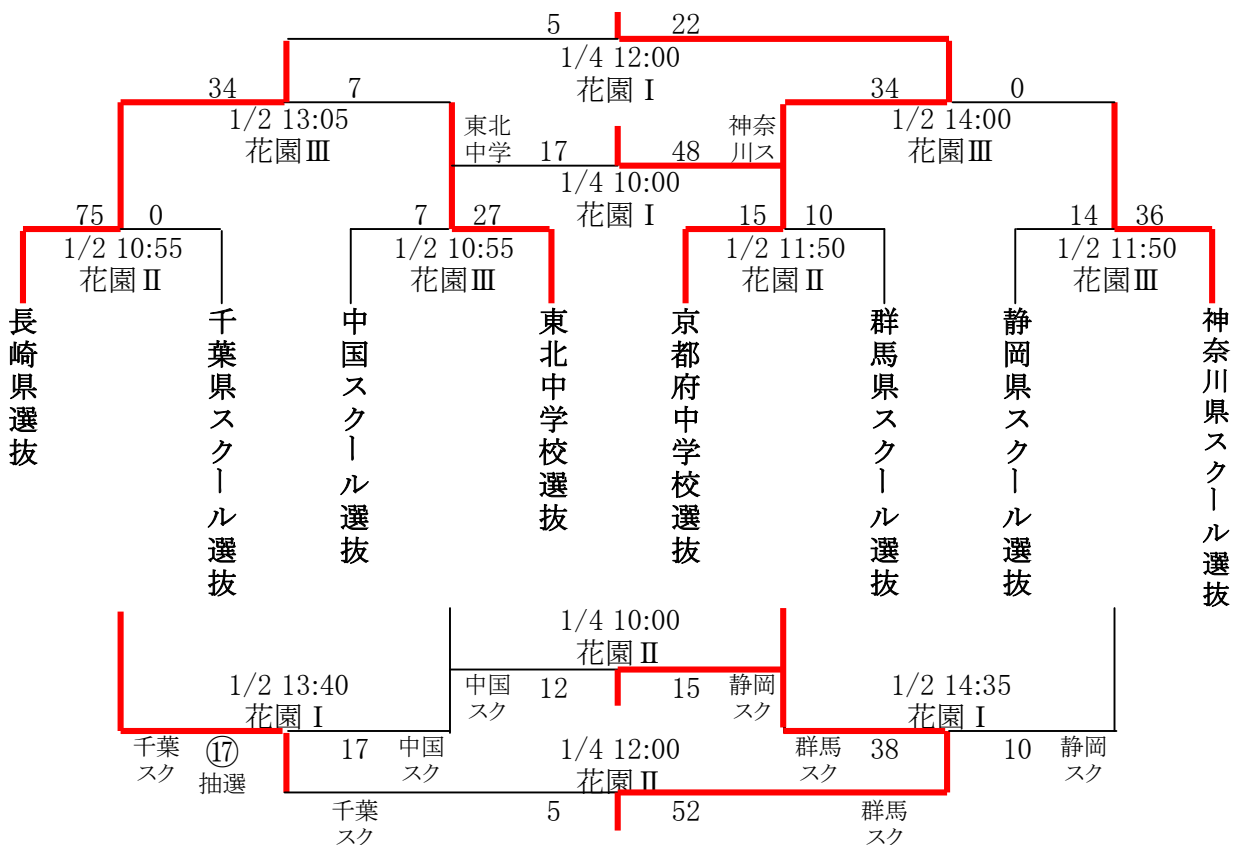 5 22
1/4 12:00
花園Ⅰ
34 7
1/2 13:05
花園Ⅲ
34 0
1/2 14:00
花園Ⅲ
東北
中学
17 48
神奈
川ス
1/4 10:00
花園Ⅰ
75 0
1/2 10:55
花園Ⅱ
7 27
1/2 10:55
花園Ⅲ
15 10
1/2 11:50
花園Ⅱ
14 36
1/2 11:50
花園Ⅲ
長崎県選抜
千葉県スクール選抜
中国スクール選抜
東北中学校選抜
京都府中学校選抜
群馬県スクール選抜
静岡県スクール選抜
神奈川県スクール選抜
1/4 10:00
花園Ⅱ
中国
スク
12 15
静岡
スク
1/2 13:40
花園Ⅰ
千葉
スク
⑰
抽選
17
中国
スク
1/2 14:35
花園Ⅰ
群馬
スク
38 10
静岡
スク
1/4 12:00
花園Ⅱ
千葉
スク
5 52
群馬
スク